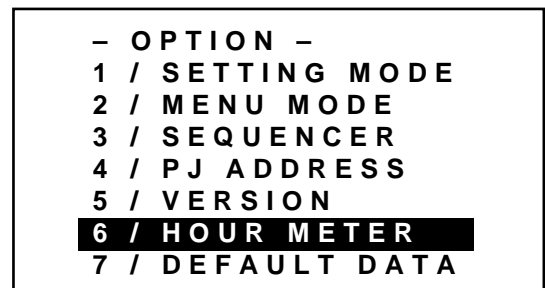 – OPTION –
1 / SETTING MODE
2 / MENU MODE
3 / SEQUENCER
4 / PJ ADDRESS
5 / VERSION
6 / HOUR METER
7 / DEFAULT DATA